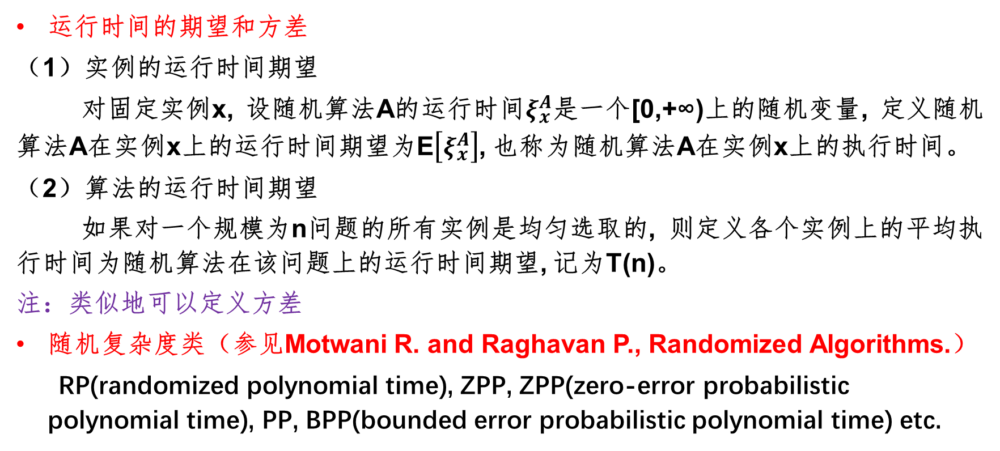 • 运行时间的期望和方差
（1）实例的运行时间期望
对固定实例x, 设随机算法A的运行时间ξₓᴬ是一个[0,+∞)上的随机变量, 定义随机
算法A在实例x上的运行时间期望为E[ξₓᴬ], 也称为随机算法A在实例x上的执行时间。
（2）算法的运行时间期望
如果对一个规模为n问题的所有实例是均匀选取的, 则定义各个实例上的平均执
行时间为随机算法在该问题上的运行时间期望, 记为T(n)。
注：类似地可以定义方差
• 随机复杂度类（参见Motwani R. and Raghavan P., Randomized Algorithms.）
RP(randomized polynomial time), ZPP, ZPP(zero-error probabilistic
polynomial time), PP, BPP(bounded error probabilistic polynomial time) etc.